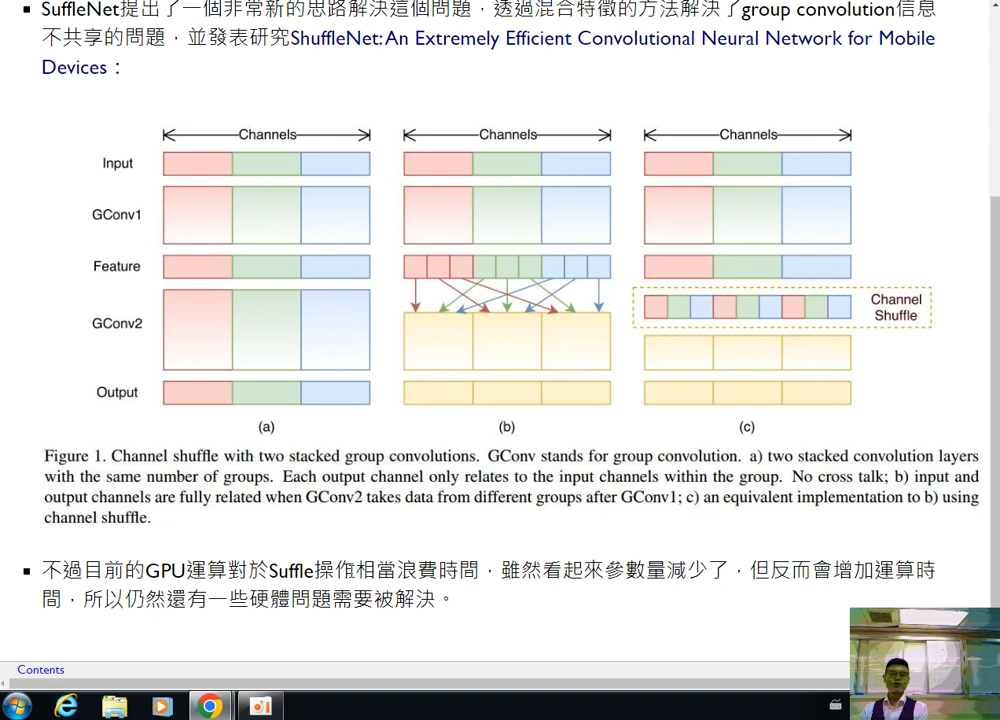 ▪ SuffleNet提出了一個非常新的思路解決這個問題，透過混合特徵的方法解決了group convolution信息
不共享的問題，並發表研究ShuffleNet: An Extremely Efficient Convolutional Neural Network for Mobile
Devices：
Channels Channels Channels
Input
GConv1
Feature
Channel
Shuffle
GConv2
Output
(a) (b) (c)
Figure 1. Channel shuffle with two stacked group convolutions. GConv stands for group convolution. a) two stacked convolution layers
with the same number of groups. Each output channel only relates to the input channels within the group. No cross talk; b) input and
output channels are fully related when GConv2 takes data from different groups after GConv1; c) an equivalent implementation to b) using
channel shuffle.
▪ 不過目前的GPU運算對於Suffle操作相當浪費時間，雖然看起來參數量減少了，但反而會增加運算時
間，所以仍然還有一些硬體問題需要被解決。
Contents